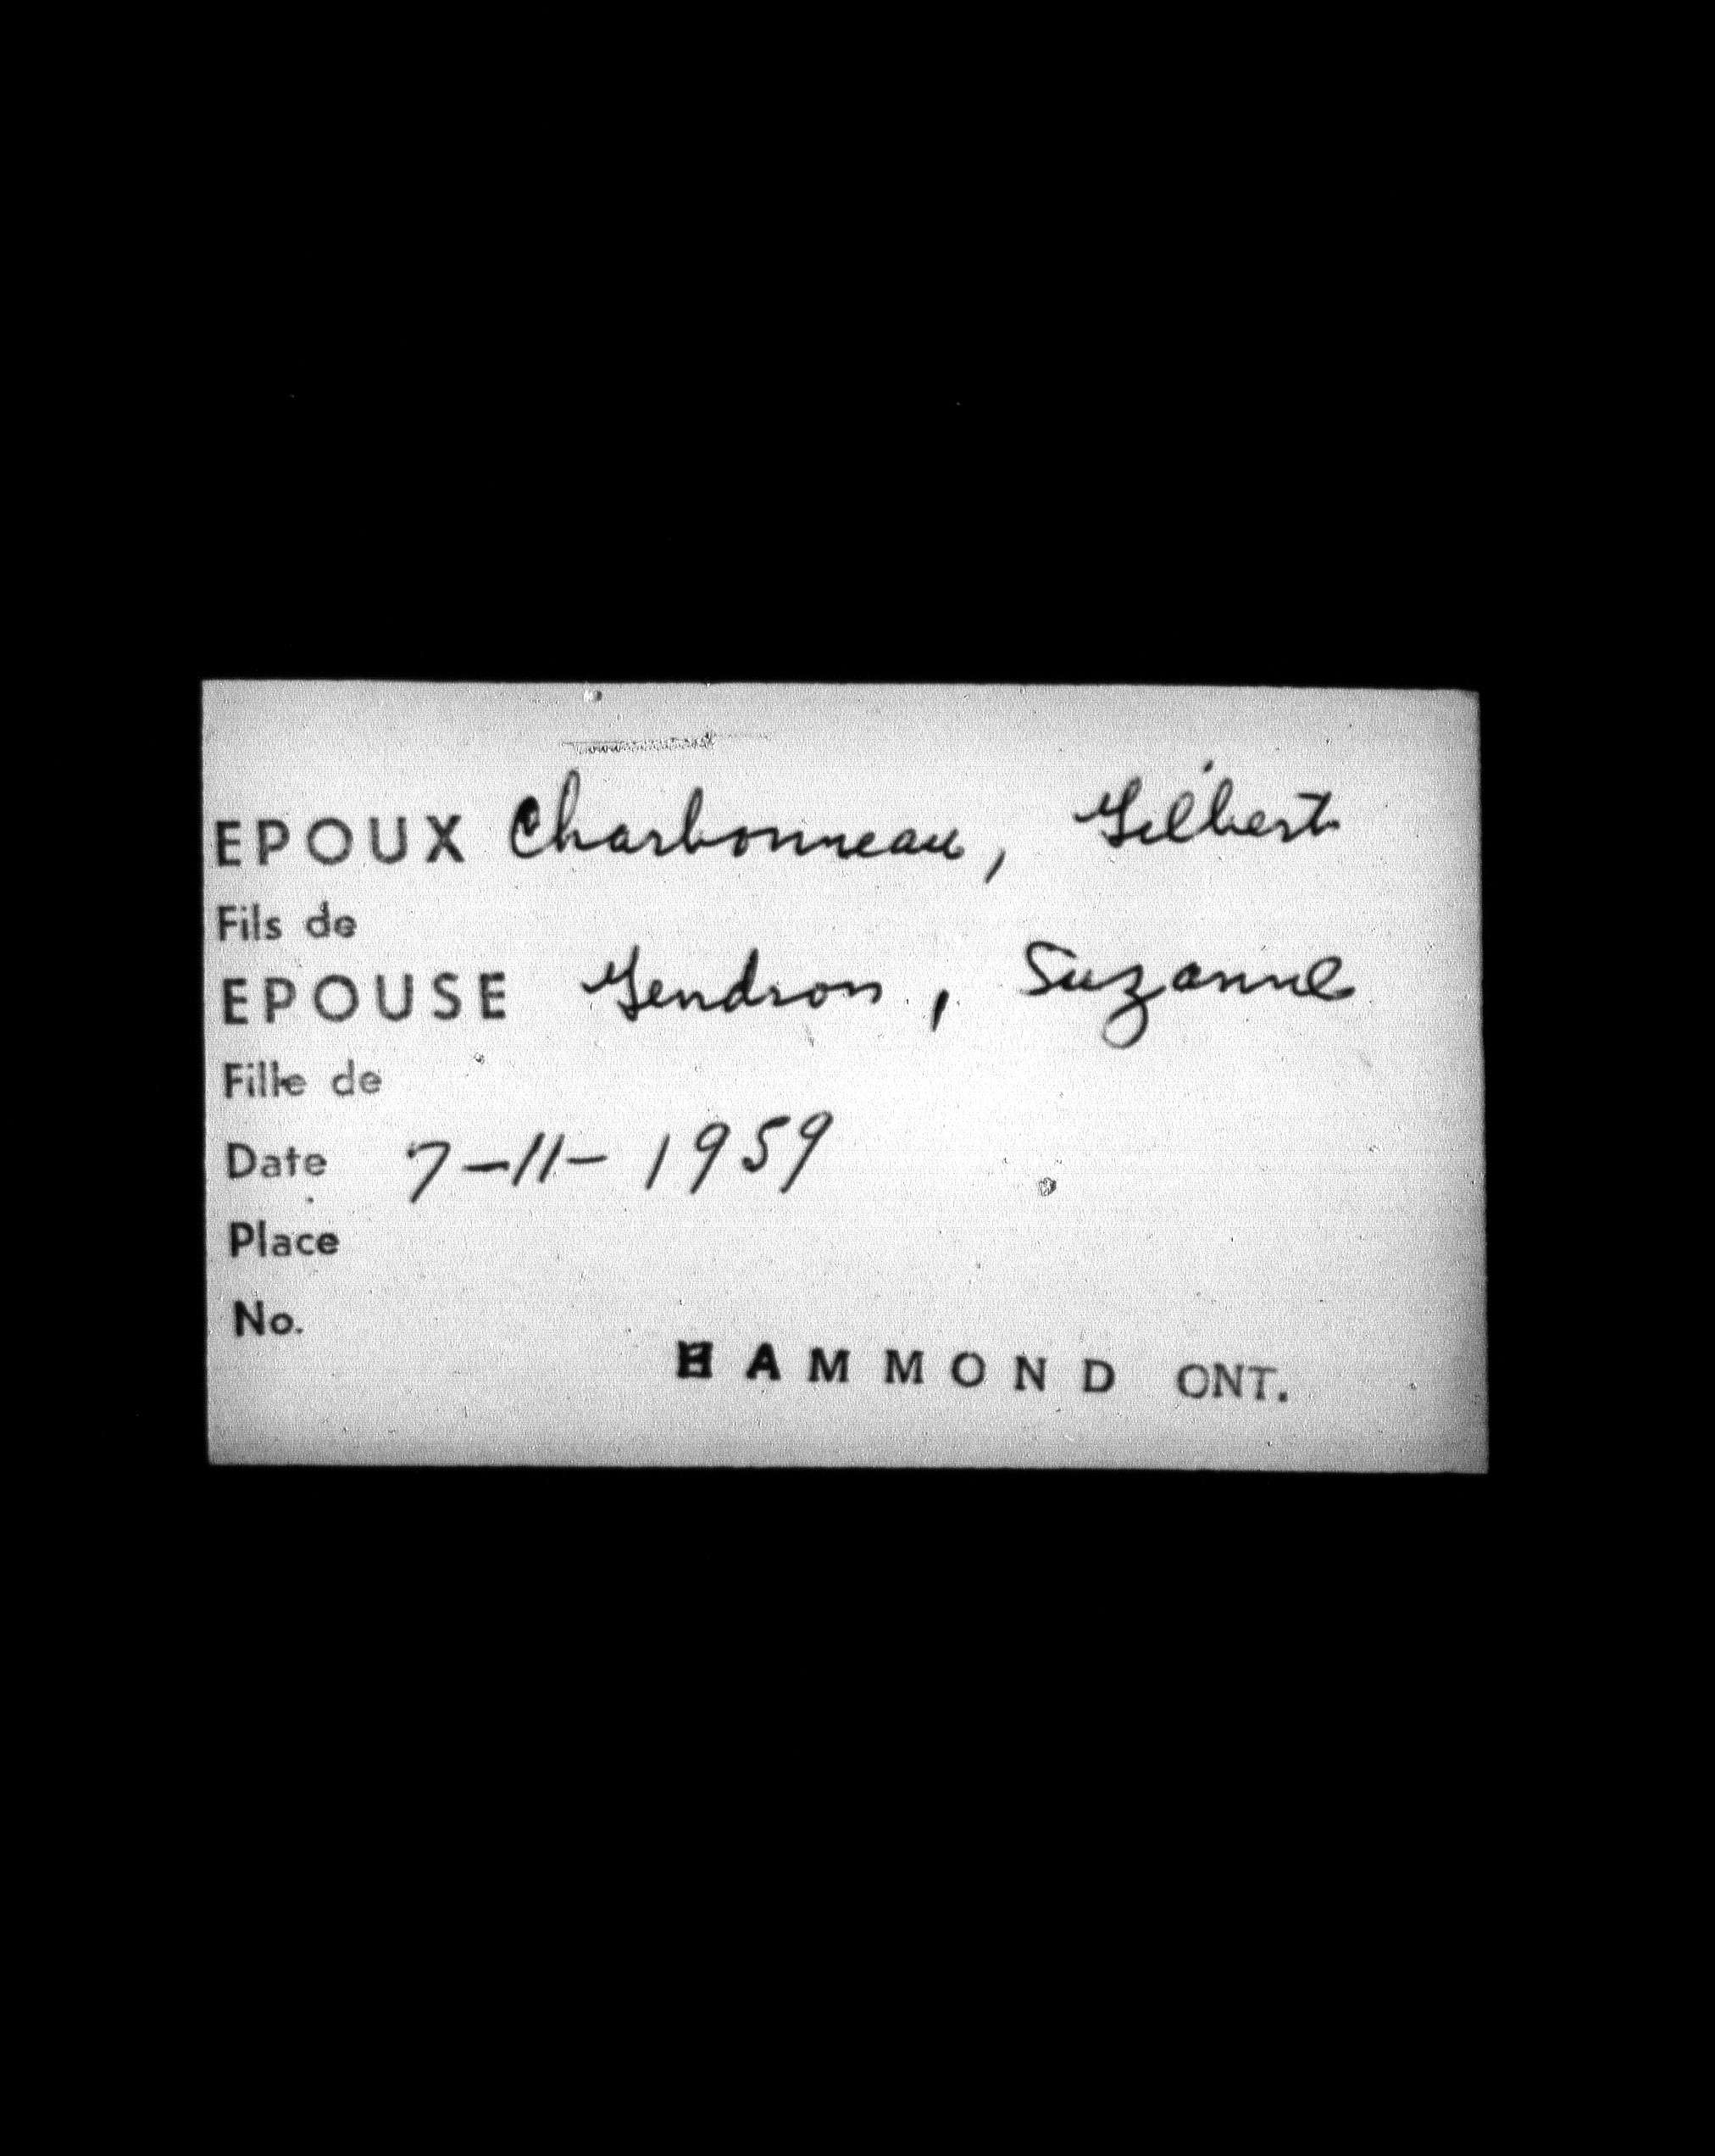 EPOUX Charbonneau, Gilbert
Fils de
EPOUSE Gendron, Suzanne
Fille de
Date 7-11-1959
Place
No.
HAMMOND ONT.